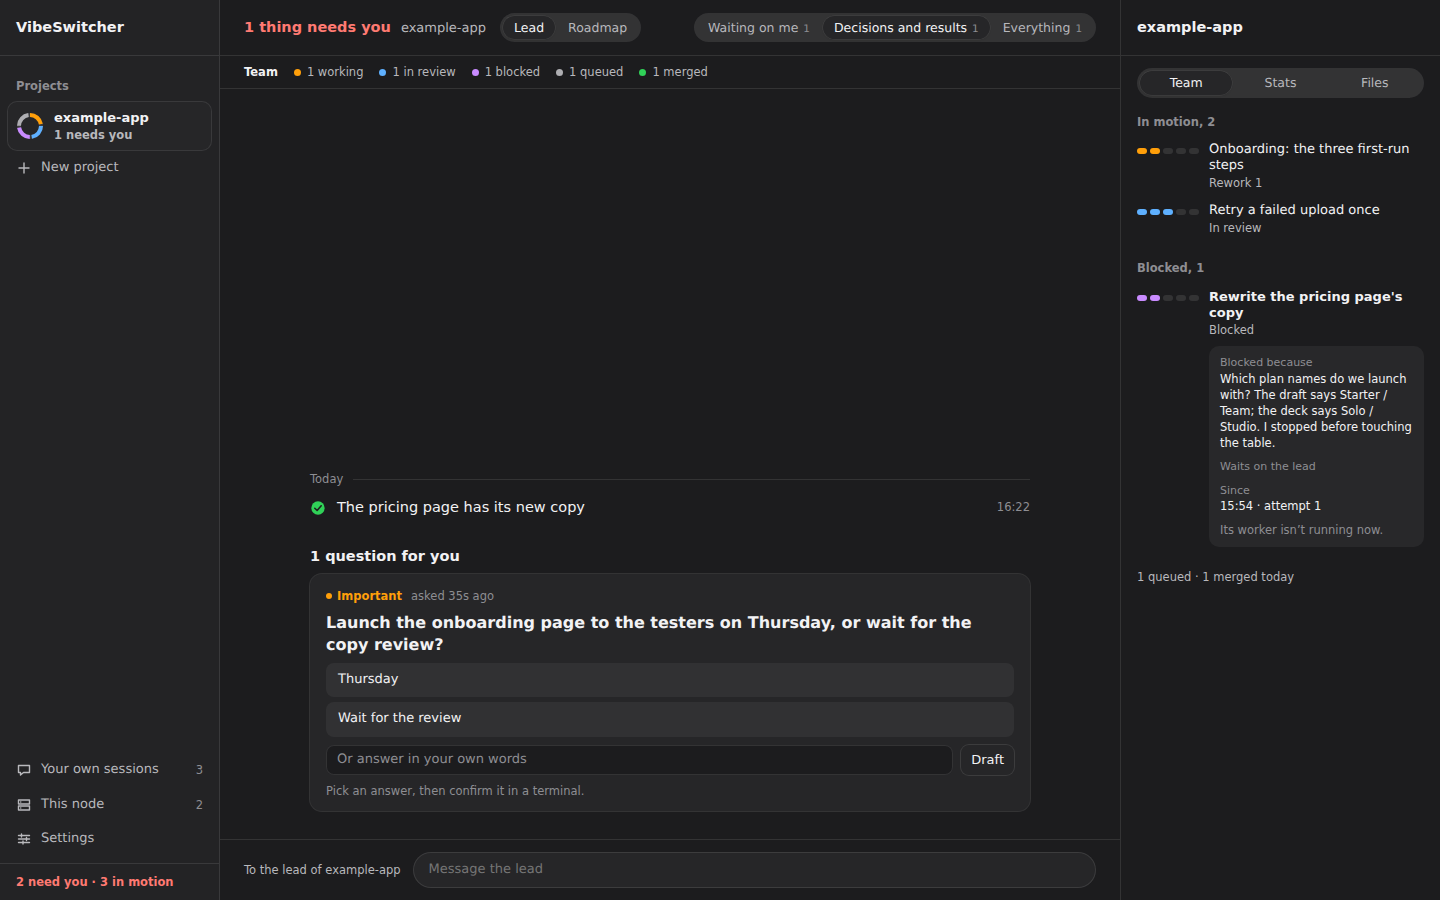 VibeSwitcher
Projects
example-app
1 needs you
New project
Your own sessions 3
This node 2
Settings
2 need you · 3 in motion
1 thing needs you example-app Lead Roadmap Waiting on me 1 Decisions and results 1 Everything 1
Team 1 working 1 in review 1 blocked 1 queued 1 merged
Today
The pricing page has its new copy 16:22
1 question for you
Important asked 35s ago
Launch the onboarding page to the testers on Thursday, or wait for the
copy review?
Thursday
Wait for the review
Or answer in your own words Draft
Pick an answer, then confirm it in a terminal.
To the lead of example-app Message the lead
example-app
Team Stats Files
In motion, 2
Onboarding: the three first-run
steps
Rework 1
Retry a failed upload once
In review
Blocked, 1
Rewrite the pricing page's
copy
Blocked
Blocked because
Which plan names do we launch
with? The draft says Starter /
Team; the deck says Solo /
Studio. I stopped before touching
the table.
Waits on the lead
Since
15:54 · attempt 1
Its worker isn’t running now.
1 queued · 1 merged today